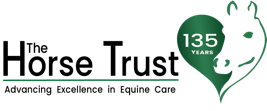 The
Horse Trust
Advancing Excellence in Equine Care
135
YEARS